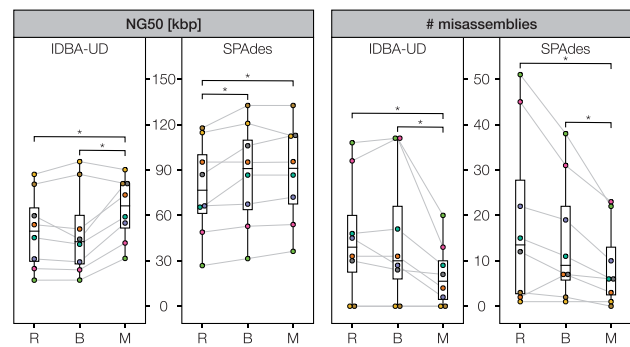 NG50 [kbp]
# misassemblies
IDBA-UD
SPAdes
IDBA-UD
SPAdes
150
120
90
60
30
0
50
40
30
20
10
0
*
*
*
*
*
*
*
*
R B M R B M R B M R B M